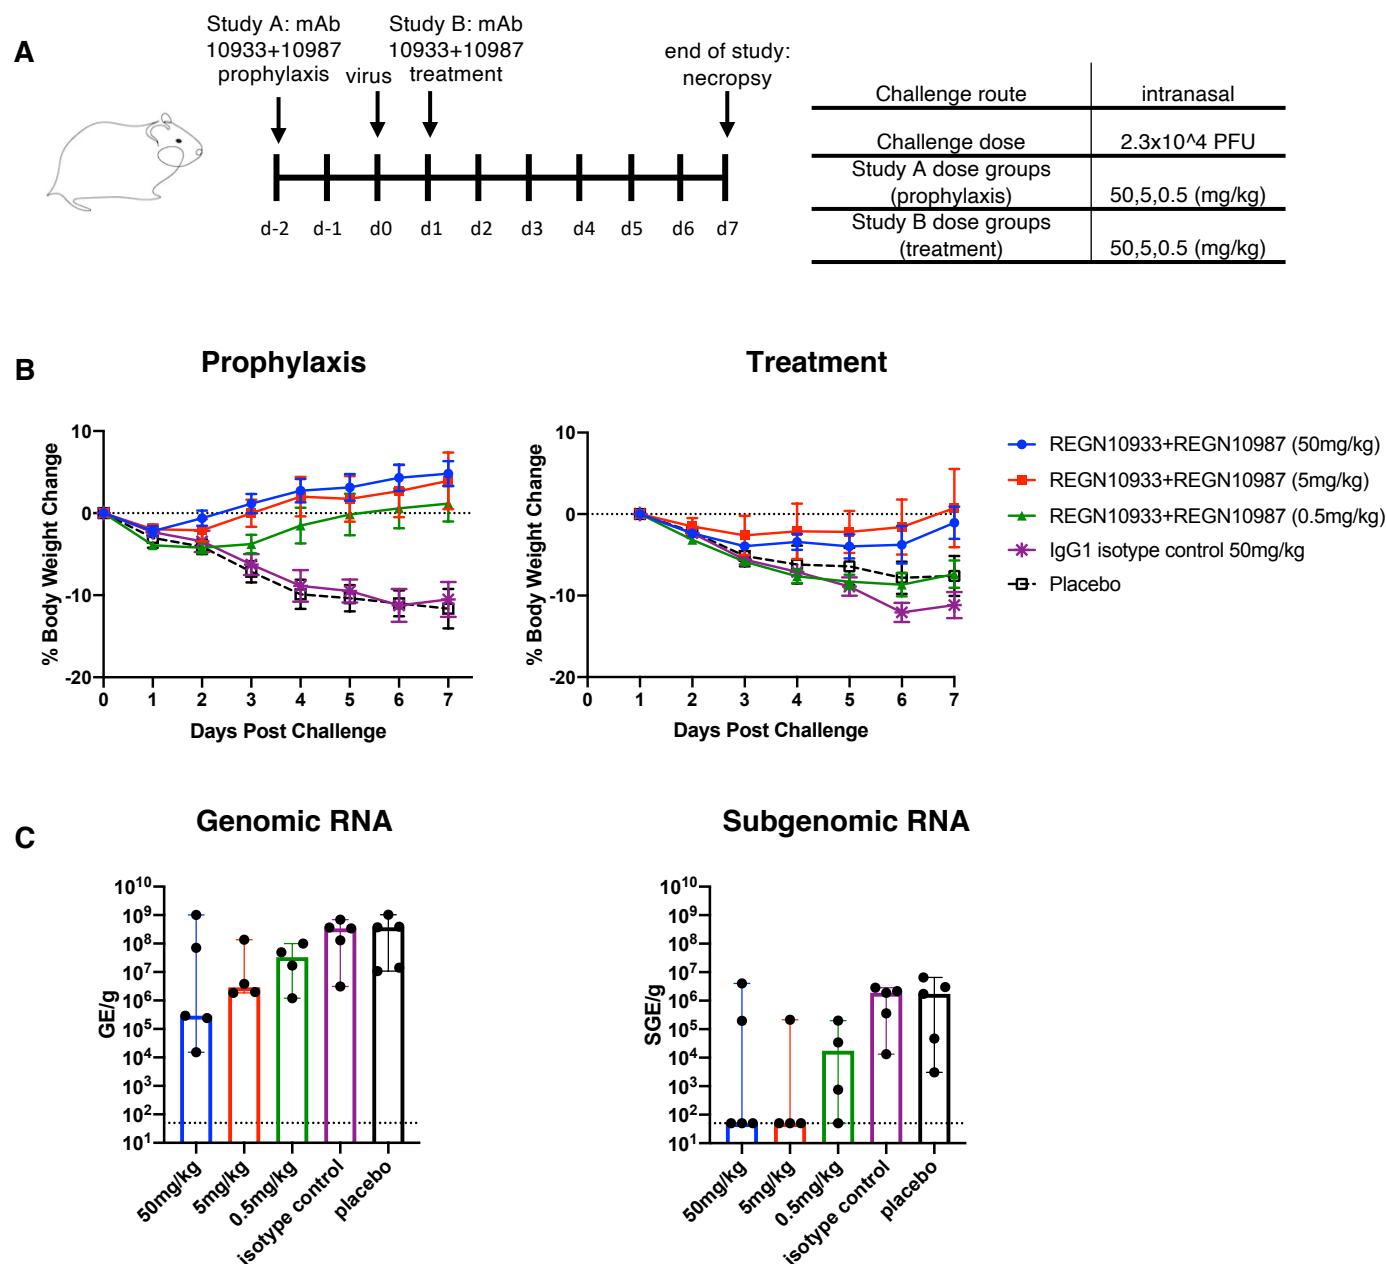 A
Study A: mAb
10933+10987
prophylaxis
virus
Study B: mAb
10933+10987
treatment
end of study:
necropsy
d-2 d-1 d0 d1 d2 d3 d4 d5 d6 d7
Challenge route intranasal
Challenge dose 2.3x10^4 PFU
Study A dose groups
(prophylaxis) 50,5,0.5 (mg/kg)
Study B dose groups
(treatment) 50,5,0.5 (mg/kg)
B
Prophylaxis
% Body Weight Change
10
0
-10
-20
0 1 2 3 4 5 6 7
Days Post Challenge
Treatment
% Body Weight Change
10
0
-10
-20
0 1 2 3 4 5 6 7
Days Post Challenge
REGN10933+REGN10987 (50mg/kg)
REGN10933+REGN10987 (5mg/kg)
REGN10933+REGN10987 (0.5mg/kg)
IgG1 isotype control 50mg/kg
Placebo
C
Genomic RNA
GE/g
10^10
10^9
10^8
10^7
10^6
10^5
10^4
10^3
10^2
10^1
50mg/kg
5mg/kg
0.5mg/kg
isotype control
placebo
Subgenomic RNA
SGE/g
10^10
10^9
10^8
10^7
10^6
10^5
10^4
10^3
10^2
10^1
50mg/kg
5mg/kg
0.5mg/kg
isotype control
placebo